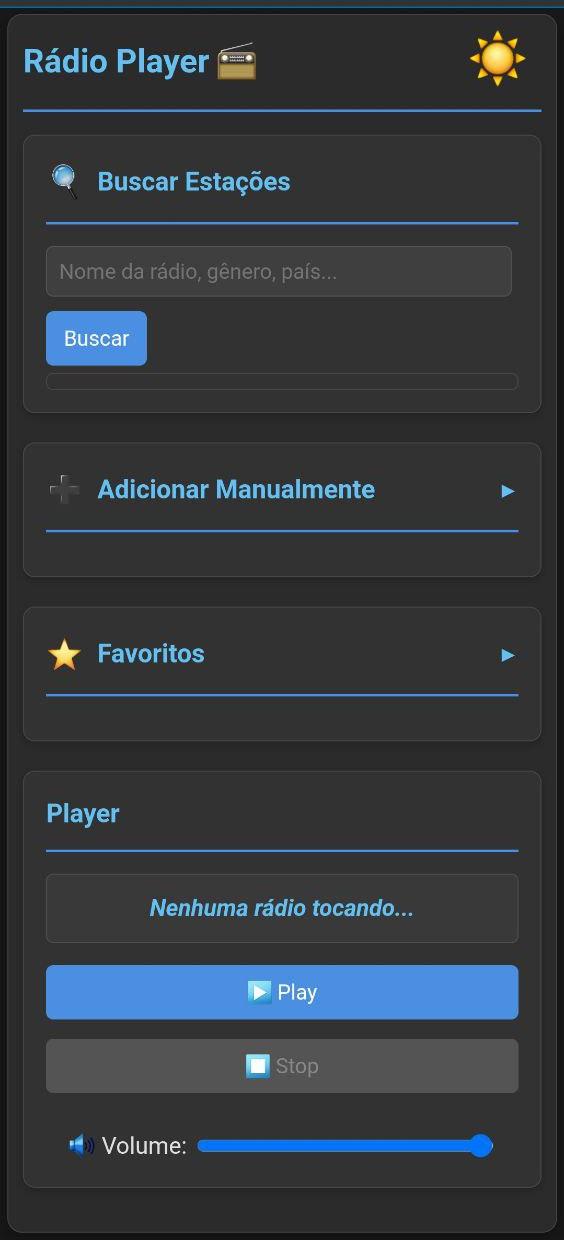 Rádio Player 📻
Buscar Estações
Nome da rádio, gênero, país...
Buscar
Adicionar Manualmente
Favoritos
Player
Nenhuma rádio tocando...
Play
Stop
Volume: